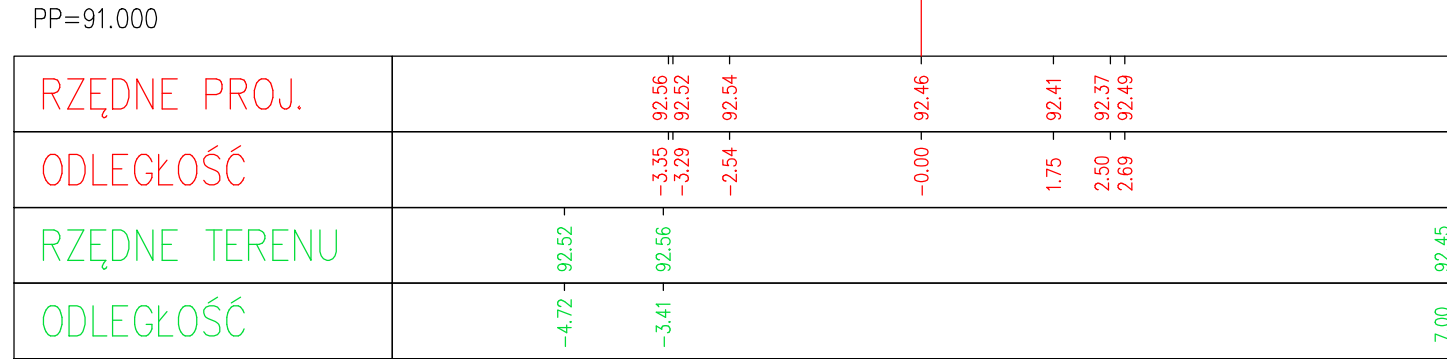 PP=91.000
RZĘDNE PROJ. 92.56 92.52 92.54 92.46 92.41 92.37 92.49
ODLEGŁOŚĆ -3.35 -3.29 -2.54 -0.00 1.75 2.50 2.69
RZĘDNE TERENU 92.52 92.56 92.45
ODLEGŁOŚĆ -4.72 -3.41 7.00